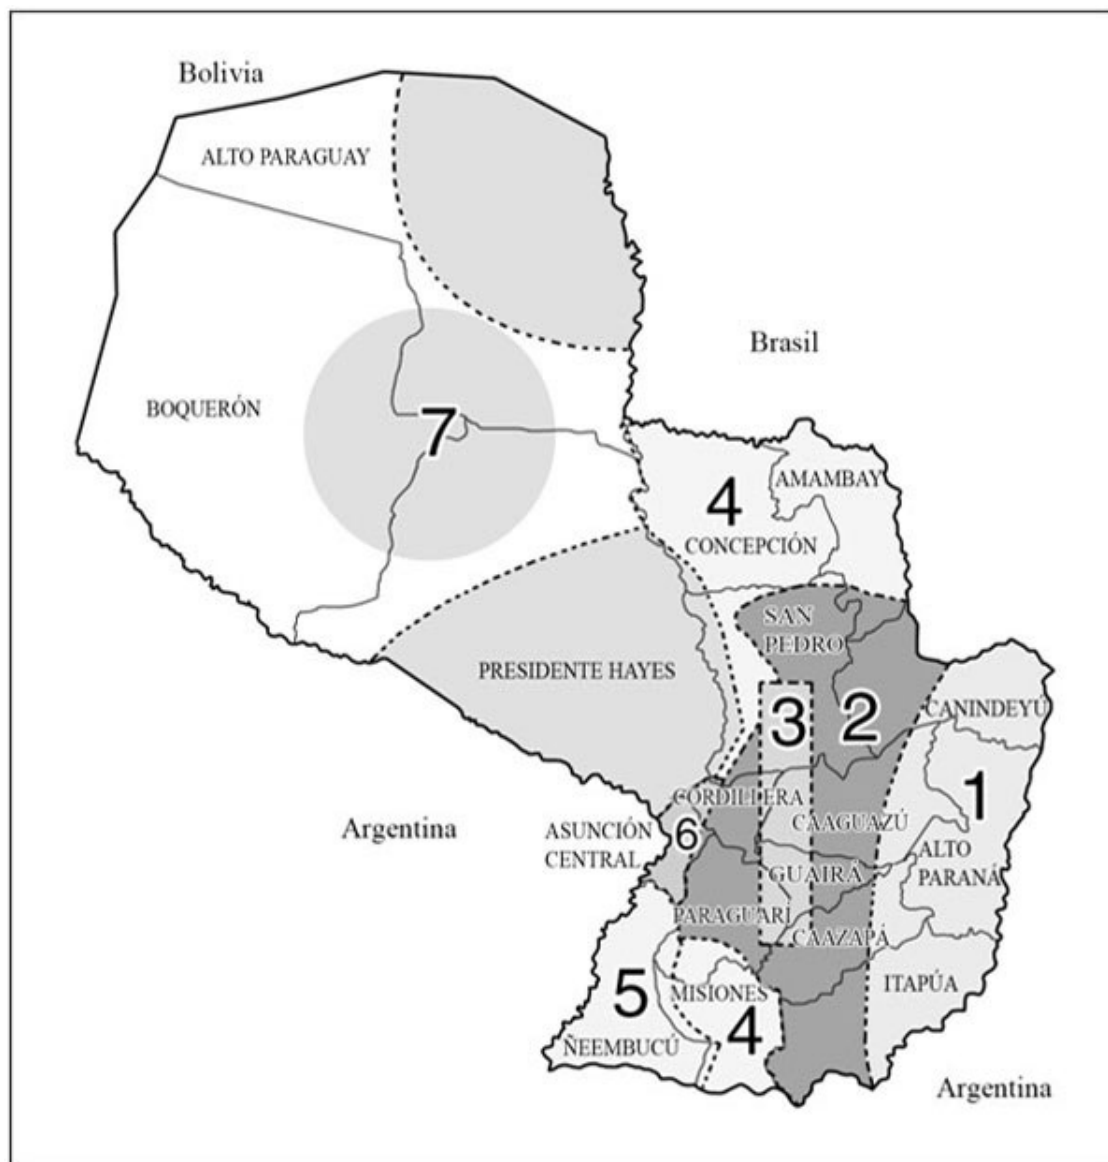 Bolivia
ALTO PARAGUAY
Brasil
BOQUERÓN
7
4
AMAMBAY
CONCEPCIÓN
SAN
PEDRO
PRESIDENTE HAYES
3
2
CANINDEYÚ
1
CORDILLERA
Argentina
ASUNCIÓN
CENTRAL
6
CAAGUAZÚ
ALTO
PARANÁ
GUAIRÁ
PARAGUARÍ
CAAZAPÁ
5
MISIONES
ITAPÚA
4
ÑEEMBUCÚ
Argentina